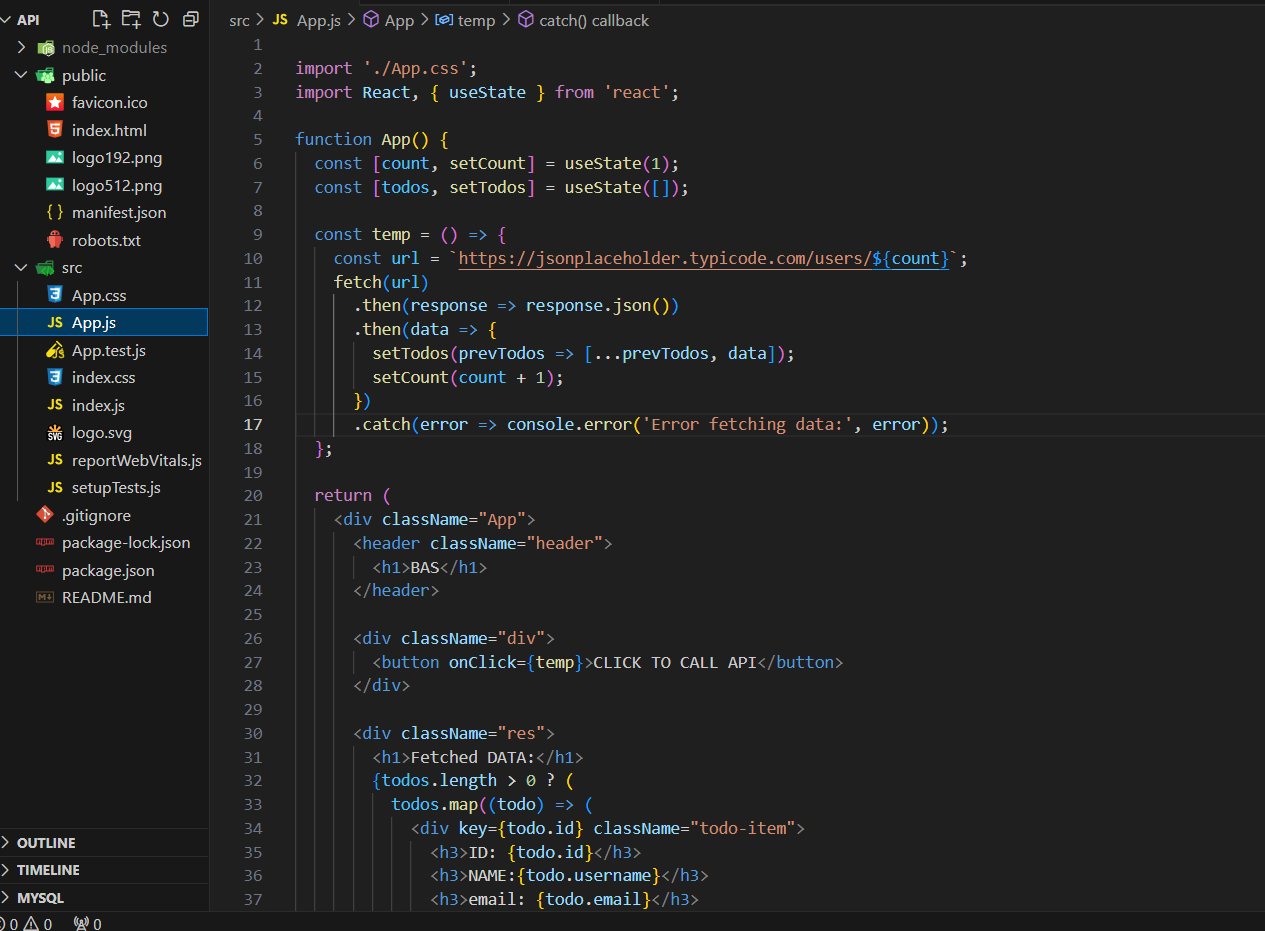 API
node_modules
public
favicon.ico
index.html
logo192.png
logo512.png
manifest.json
robots.txt
src
App.css
JS App.js
App.test.js
index.css
JS index.js
logo.svg
JS reportWebVitals.js
JS setupTests.js
.gitignore
package-lock.json
package.json
README.md
OUTLINE
TIMELINE
MYSQL
0 0 0
src > JS App.js > App > temp > catch() callback
1
2 import './App.css';
3 import React, { useState } from 'react';
4
5 function App() {
6   const [count, setCount] = useState(1);
7   const [todos, setTodos] = useState([]);
8
9   const temp = () => {
10     const url = `https://jsonplaceholder.typicode.com/users/${count}`;
11     fetch(url)
12       .then(response => response.json())
13       .then(data => {
14         setTodos(prevTodos => [...prevTodos, data]);
15         setCount(count + 1);
16       })
17       .catch(error => console.error('Error fetching data:', error));
18   };
19
20   return (
21     <div className="App">
22       <header className="header">
23         <h1>BAS</h1>
24       </header>
25
26       <div className="div">
27         <button onClick={temp}>CLICK TO CALL API</button>
28       </div>
29
30       <div className="res">
31         <h1>Fetched DATA:</h1>
32         {todos.length > 0 ? (
33           todos.map((todo) => (
34             <div key={todo.id} className="todo-item">
35               <h3>ID: {todo.id}</h3>
36               <h3>NAME:{todo.username}</h3>
37               <h3>email: {todo.email}</h3>